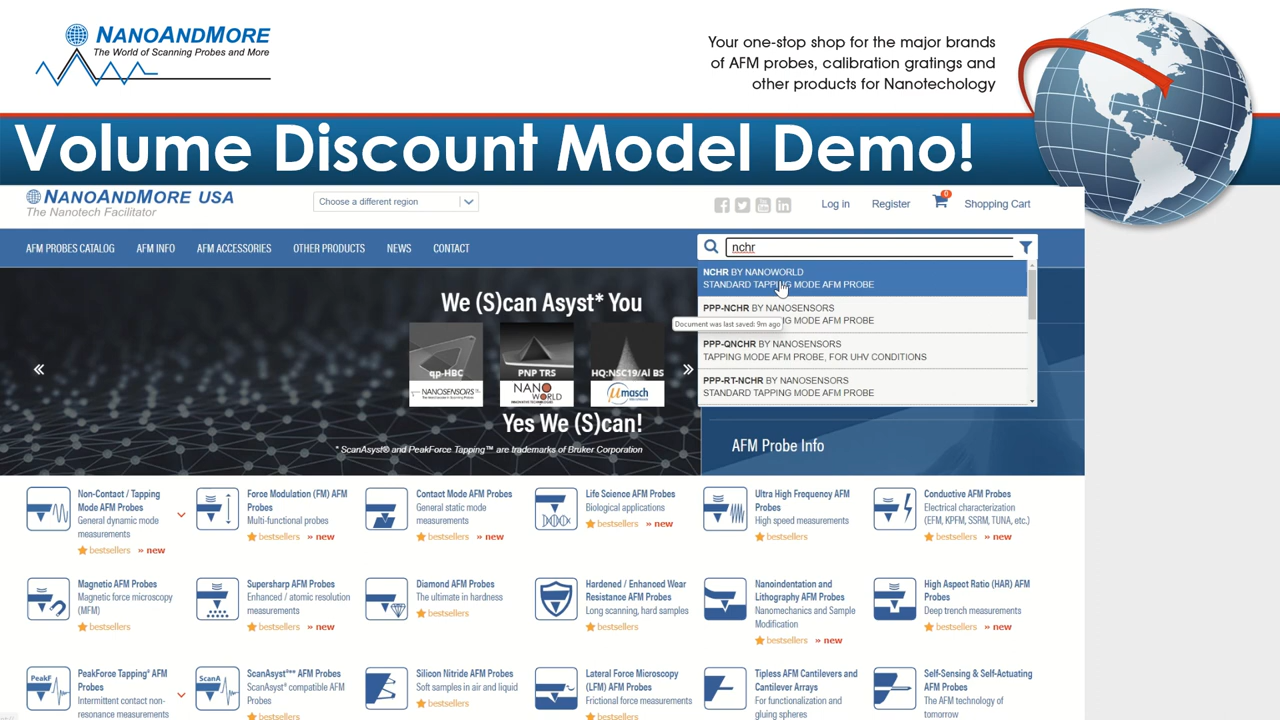 NANOANDMORE
The World of Scanning Probes and More
Your one-stop shop for the major brands
of AFM probes, calibration gratings and
other products for Nanotechology
Volume Discount Model Demo!
NANOANDMORE USA
The Nanotech Facilitator
Choose a different region
Log in
Register
6
Shopping Cart
AFM PROBES CATALOG
AFM INFO
AFM ACCESSORIES
OTHER PRODUCTS
NEWS
CONTACT
nchr
NCHR BY NANOWORLD
STANDARD TAPPING MODE AFM PROBE
PPP-NCHR BY NANOSENSORS
MODE AFM PROBE
Document was last saved: 9m ago
PPP-QNCHR BY NANOSENSORS
TAPPING MODE AFM PROBE, FOR UHV CONDITIONS
PPP-RT-NCHR BY NANOSENSORS
STANDARD TAPPING MODE AFM PROBE
We (S)can Asyst* You
qp-HBC
PNP TRS
HQ:NSC19/Al BS
NANOSENSORS
NANO
WORLD
µmasch
Yes We (S)can!
* ScanAsyst® and PeakForce Tapping™ are trademarks of Bruker Corporation
AFM Probe Info
Non-Contact / Tapping
Mode AFM Probes
General dynamic mode
measurements
bestsellers » new
Force Modulation (FM) AFM
Probes
Multi-functional probes
bestsellers » new
Contact Mode AFM Probes
General static mode
measurements
bestsellers » new
Life Science AFM Probes
Biological applications
bestsellers » new
Ultra High Frequency AFM
Probes
High speed measurements
bestsellers
Conductive AFM Probes
Electrical characterization
(EFM, KPFM, SSRM, TUNA, etc.)
bestsellers » new
Magnetic AFM Probes
Magnetic force microscopy
(MFM)
bestsellers
Supersharp AFM Probes
Enhanced / atomic resolution
measurements
bestsellers » new
Diamond AFM Probes
The ultimate in hardness
bestsellers
Hardened / Enhanced Wear
Resistance AFM Probes
Long scanning, hard samples
bestsellers
Nanoindentation and
Lithography AFM Probes
Nanomechanics and Sample
Modification
bestsellers » new
High Aspect Ratio (HAR) AFM
Probes
Deep trench measurements
bestsellers » new
PeakF
PeakForce Tapping* AFM
Probes
Intermittent contact non-
resonance measurements
ScanA
ScanAsyst*** AFM Probes
ScanAsyst* compatible AFM
Probes
bestsellers
Silicon Nitride AFM Probes
Soft samples in air and liquid
bestsellers
Lateral Force Microscopy
(LFM) AFM Probes
Frictional force measurements
bestsellers
Tipless AFM Cantilevers and
Cantilever Arrays
For functionalization and
gluing spheres
Self-Sensing & Self-Actuating
AFM Probes
The AFM technology of
tomorrow